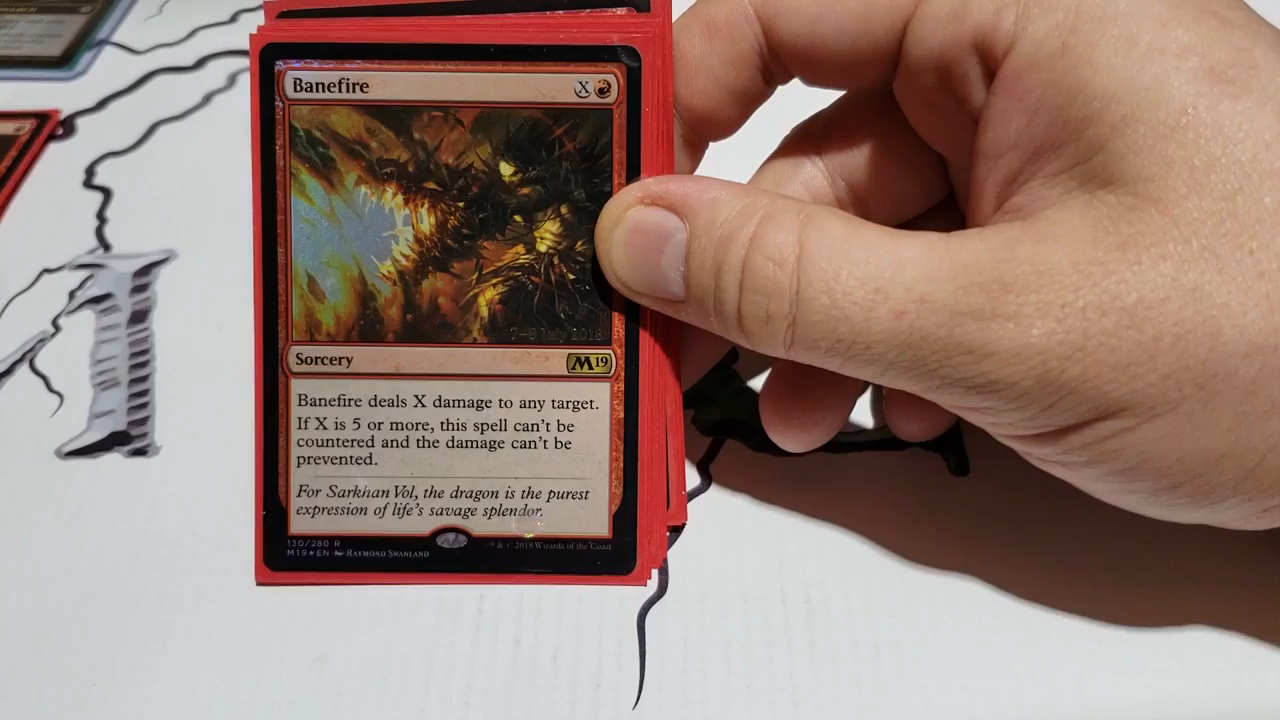 Banefire X
7-8 July 2018
Sorcery M19
Banefire deals X damage to any target.
If X is 5 or more, this spell can't be
countered and the damage can't be
prevented.
For Sarkhan Vol, the dragon is the purest
expression of life's savage splendor.
130/280 R
M19★EN Raymond Swanland
™ & © 2018 Wizards of the Coast